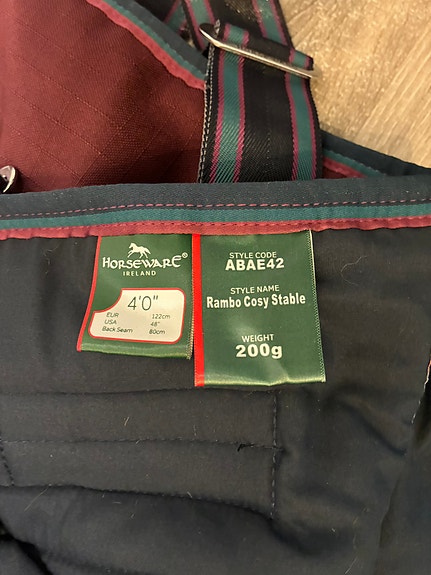 HORSEWARE®
IRELAND
4'0"
EUR 122cm
USA 48"
Back Seam 80cm
STYLE CODE
ABAE42
STYLE NAME
Rambo Cosy Stable
WEIGHT
200g